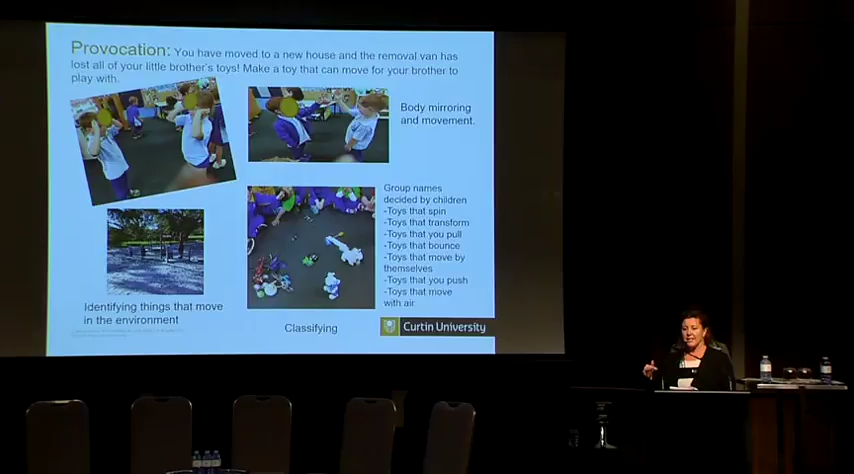 Provocation: You have moved to a new house and the removal van has
lost all of your little brother's toys! Make a toy that can move for your brother to
play with.
Body mirroring
and movement.
Group names
decided by children
-Toys that spin
-Toys that transform
-Toys that you pull
-Toys that bounce
-Toys that move by
themselves
-Toys that you push
-Toys that move
with air.
Identifying things that move
in the environment
Classifying
Curtin University